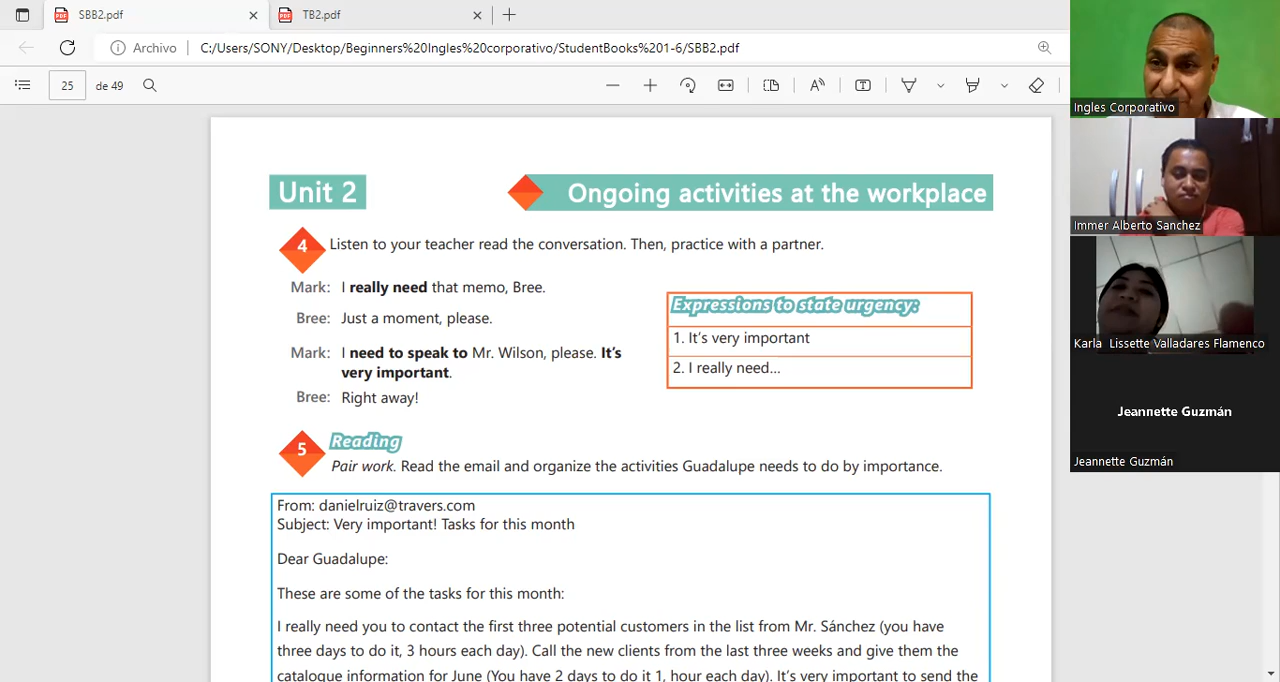 SBB2.pdf
TB2.pdf
Archivo
C:/Users/SONY/Desktop/Beginners%20Ingles%20corporativo/StudentBooks%201-6/SBB2.pdf
25 de 49
Unit 2
Ongoing activities at the workplace
4 Listen to your teacher read the conversation. Then, practice with a partner.
Mark: I really need that memo, Bree.
Bree: Just a moment, please.
Mark: I need to speak to Mr. Wilson, please. It's
very important.
Bree: Right away!
Expressions to state urgency:
1. It's very important
2. I really need...
5 Reading
Pair work. Read the email and organize the activities Guadalupe needs to do by importance.
From: danielruiz@travers.com
Subject: Very important! Tasks for this month
Dear Guadalupe:
These are some of the tasks for this month:
I really need you to contact the first three potential customers in the list from Mr. Sánchez (you have
three days to do it, 3 hours each day). Call the new clients from the last three weeks and give them the
catalogue information for June (You have 2 days to do it 1, hour each day). It's very important to send the
Ingles Corporativo
Immer Alberto Sanchez
Karla Lissette Valladares Flamenco
Jeannette Guzmán
Jeannette Guzmán